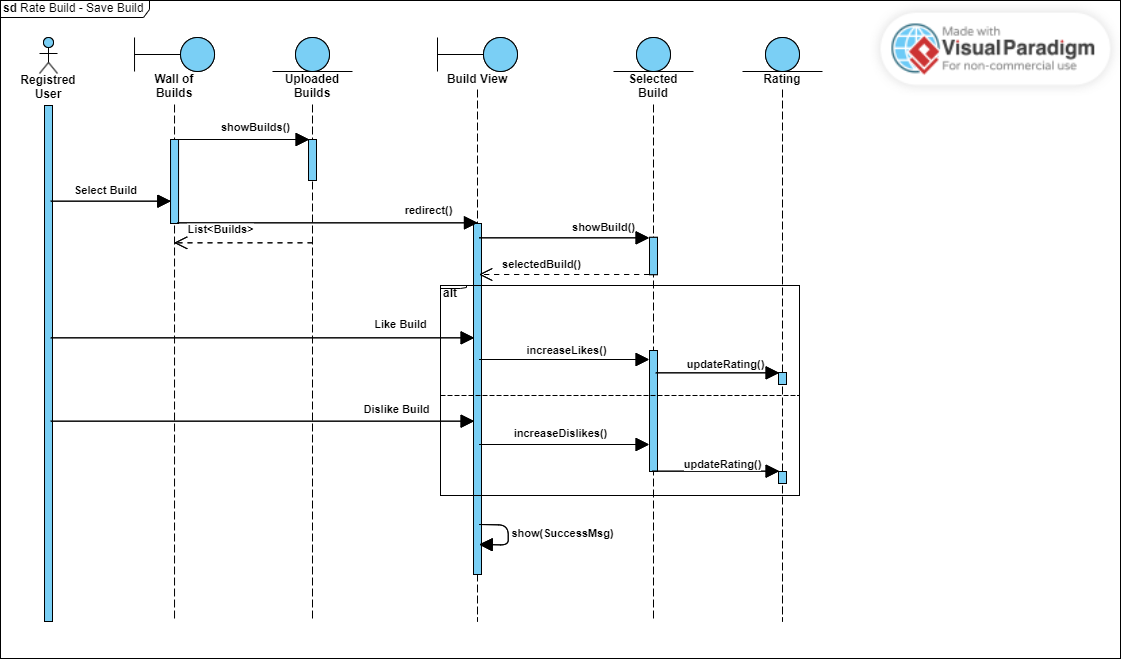 sd Rate Build - Save Build
Made with
VisualParadigm
For non-commercial use
Registred
User
Wall of
Builds
Uploaded
Builds
Build View
Selected
Build
Rating
showBuilds()
Select Build
redirect()
List<Builds>
showBuild()
selectedBuild()
alt
Like Build
increaseLikes()
updateRating()
Dislike Build
increaseDislikes()
updateRating()
show(SuccessMsg)